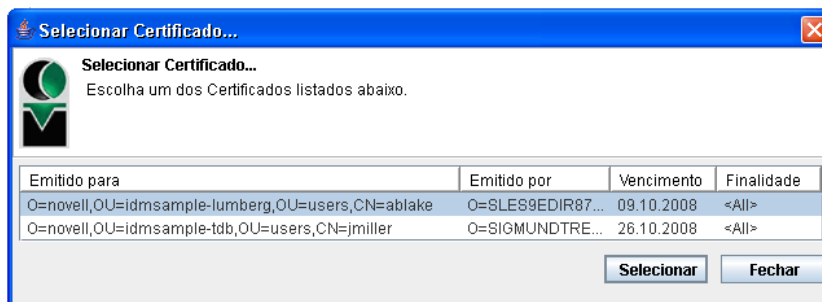 Selecionar Certificado...
Selecionar Certificado...
Escolha um dos Certificados listados abaixo.
Emitido para Emitido por Vencimento Finalidade
O=novell,OU=idmsample-lumberg,OU=users,CN=ablake O=SLES9EDIR87... 09.10.2008 <All>
O=novell,OU=idmsample-tdb,OU=users,CN=jmiller O=SIGMUNDTRE... 26.10.2008 <All>
Selecionar Fechar